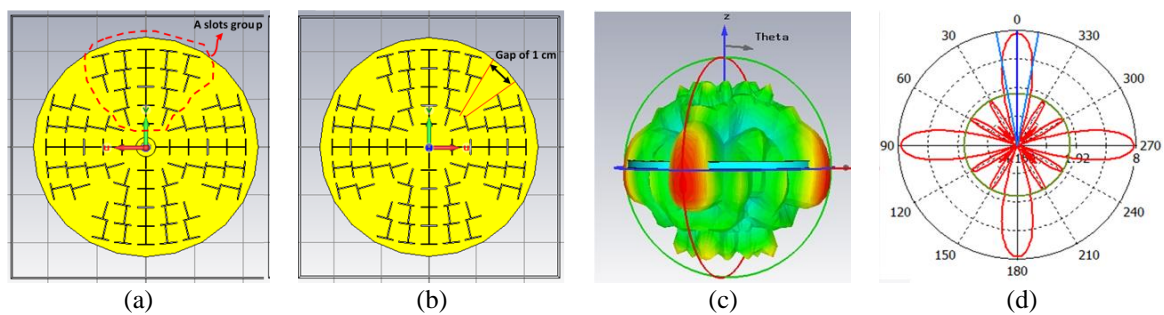 A slots group
Y
u
(a)
Gap of 1 cm
u
(b)
z
Theta
(c)
0
30
330
60
300
90
270
8
120
240
150
210
180
(d)